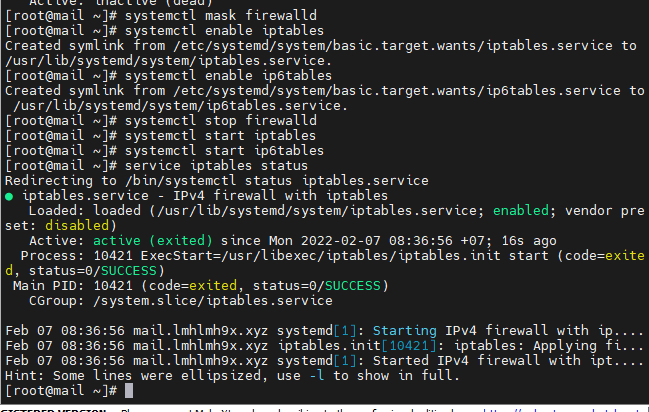 Active: inactive (dead)
[root@mail ~]# systemctl mask firewalld
[root@mail ~]# systemctl enable iptables
Created symlink from /etc/systemd/system/basic.target.wants/iptables.service to
/usr/lib/systemd/system/iptables.service.
[root@mail ~]# systemctl enable ip6tables
Created symlink from /etc/systemd/system/basic.target.wants/ip6tables.service to
/usr/lib/systemd/system/ip6tables.service.
[root@mail ~]# systemctl stop firewalld
[root@mail ~]# systemctl start iptables
[root@mail ~]# systemctl start ip6tables
[root@mail ~]# service iptables status
Redirecting to /bin/systemctl status iptables.service
● iptables.service - IPv4 firewall with iptables
Loaded: loaded (/usr/lib/systemd/system/iptables.service; enabled; vendor pre
set: disabled)
Active: active (exited) since Mon 2022-02-07 08:36:56 +07; 16s ago
Process: 10421 ExecStart=/usr/libexec/iptables/iptables.init start (code=exite
d, status=0/SUCCESS)
Main PID: 10421 (code=exited, status=0/SUCCESS)
CGroup: /system.slice/iptables.service
Feb 07 08:36:56 mail.lmhlmh9x.xyz systemd[1]: Starting IPv4 firewall with ip....
Feb 07 08:36:56 mail.lmhlmh9x.xyz iptables.init[10421]: iptables: Applying fi...
Feb 07 08:36:56 mail.lmhlmh9x.xyz systemd[1]: Started IPv4 firewall with ipt....
Hint: Some lines were ellipsized, use -l to show in full.
[root@mail ~]#